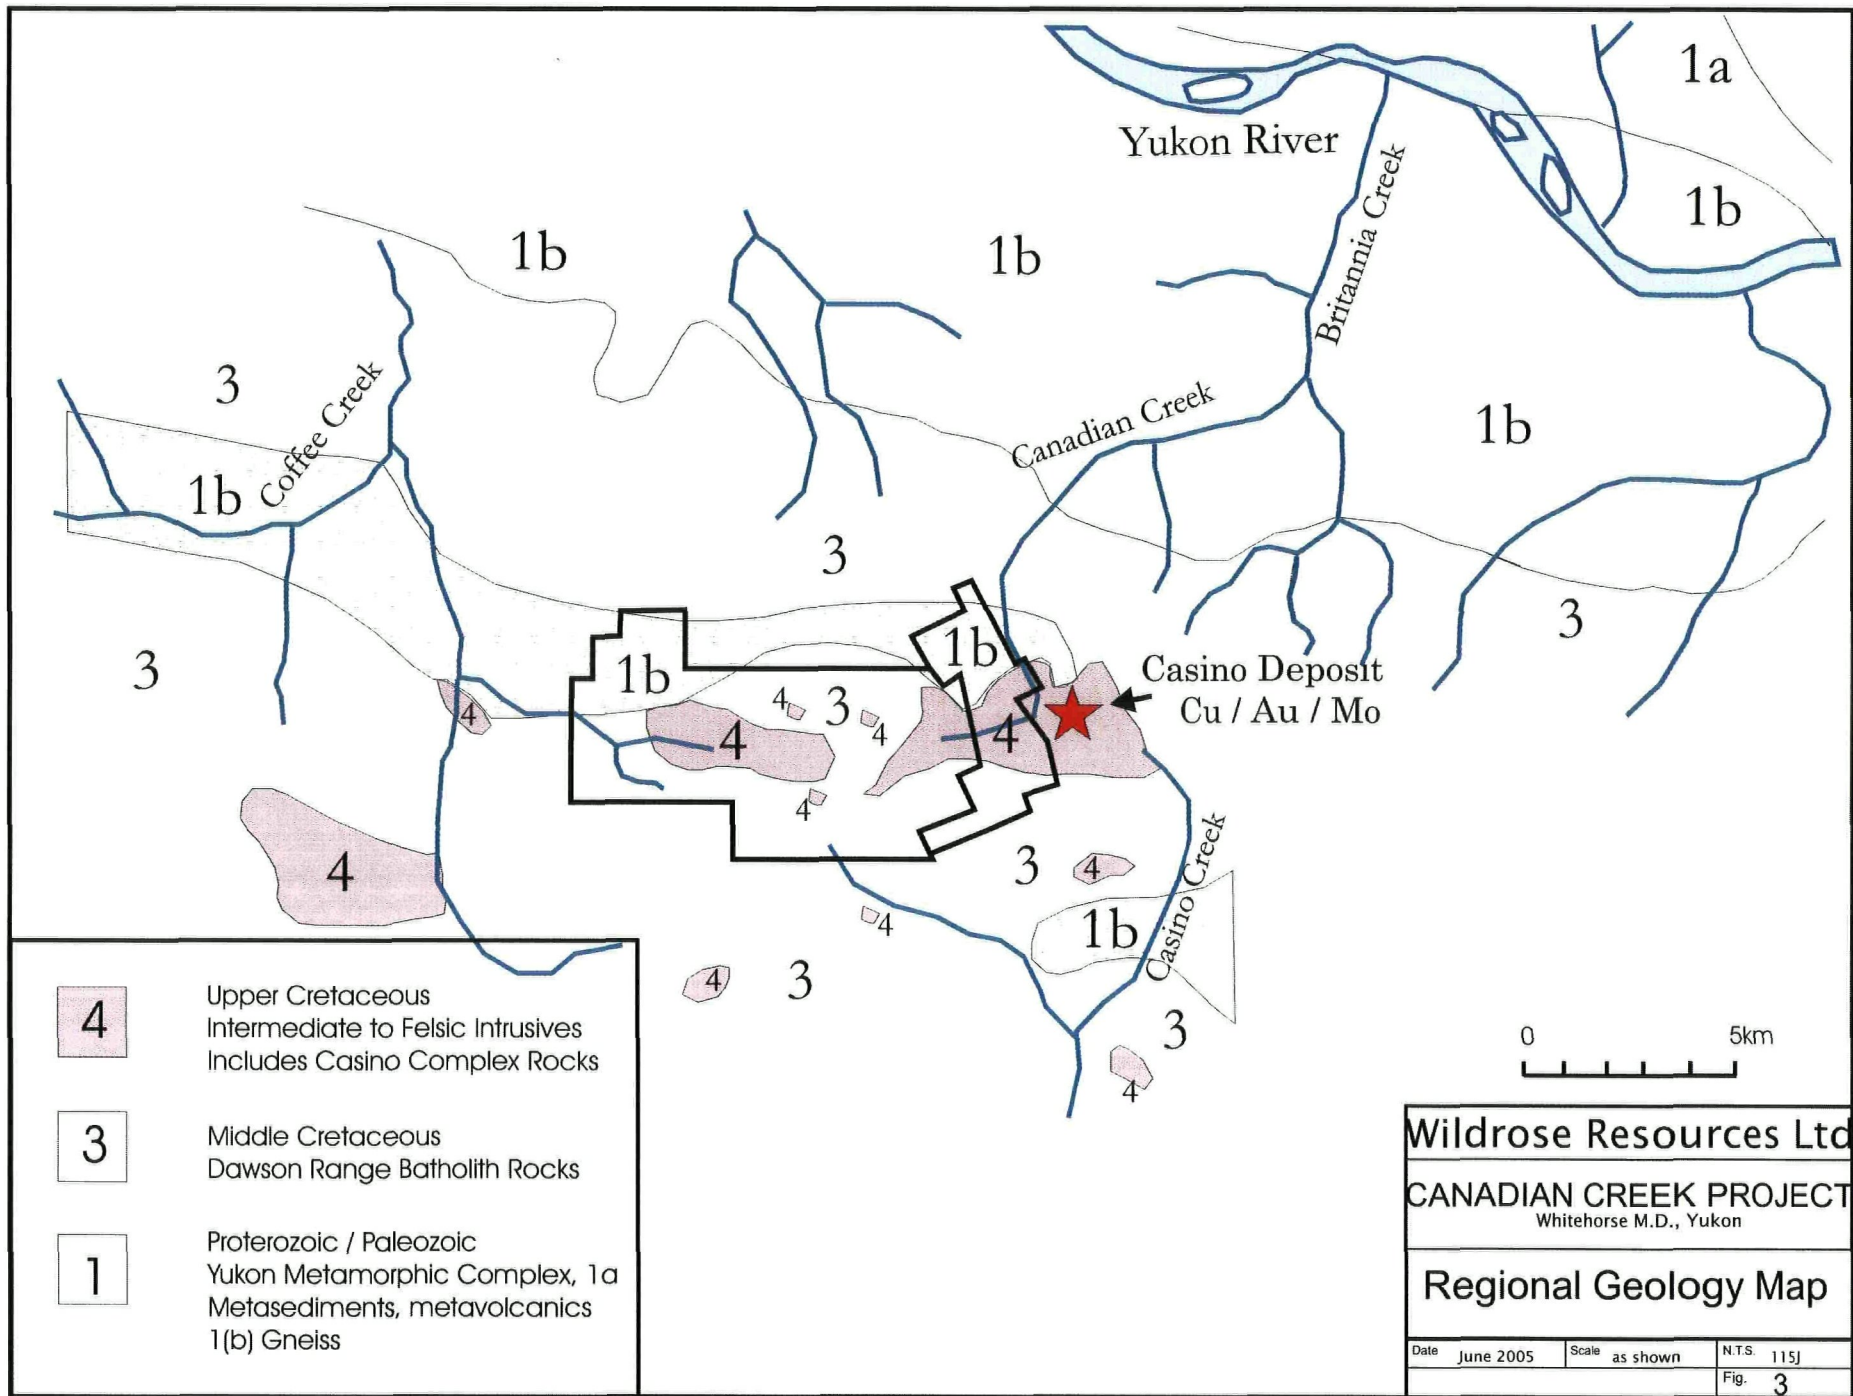 1a
Yukon River
1b
1b
1b
Britannia Creek
3
Coffee Creek
Canadian Creek
1b
1b
3
3
3
1b
1b
Casino Deposit
Cu / Au / Mo
4
4
4
3
4
4
4
4
3
4
Casino Creek
4
1b
4
4
3
3
4
4
Upper Cretaceous
Intermediate to Felsic Intrusives
Includes Casino Complex Rocks
3
Middle Cretaceous
Dawson Range Batholith Rocks
1
Proterozoic / Paleozoic
Yukon Metamorphic Complex, 1a
Metasediments, metavolcanics
1(b) Gneiss
0 5km
Wildrose Resources Ltd
CANADIAN CREEK PROJECT
Whitehorse M.D., Yukon
Regional Geology Map
Date June 2005 Scale as shown N.T.S. 115J
Fig. 3